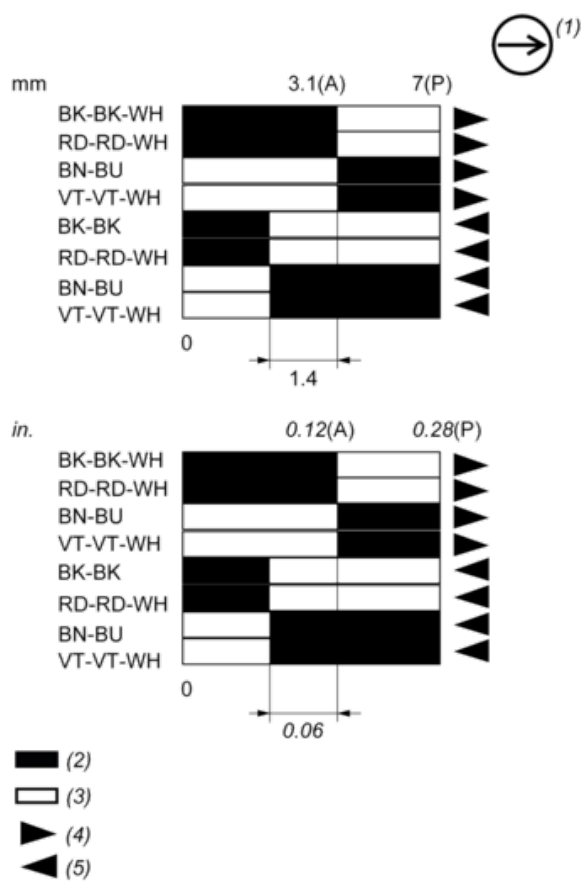 (1)
mm 3.1(A) 7(P)
BK-BK-WH
RD-RD-WH
BN-BU
VT-VT-WH
BK-BK
RD-RD-WH
BN-BU
VT-VT-WH
0
1.4
in. 0.12(A) 0.28(P)
BK-BK-WH
RD-RD-WH
BN-BU
VT-VT-WH
BK-BK
RD-RD-WH
BN-BU
VT-VT-WH
0
0.06
(2)
(3)
(4)
(5)